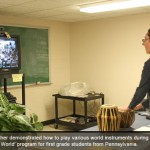 her demonstrated how to play various world instruments during
World' program for first grade students from Pennsylvania.